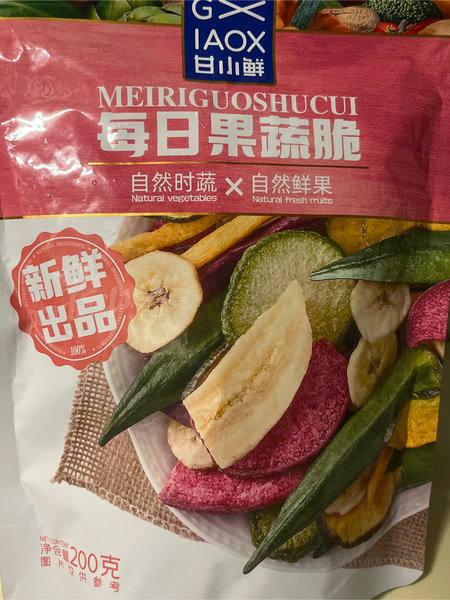 G
IAOX
甘小鲜
MEIRIGUOSHUCUI
每日果蔬脆
自然时蔬 × 自然鲜果
Natural vegetables Natural fresh fruits
新鲜
出品
100%
NET CONTENT
净含量200克
图片仅供参考